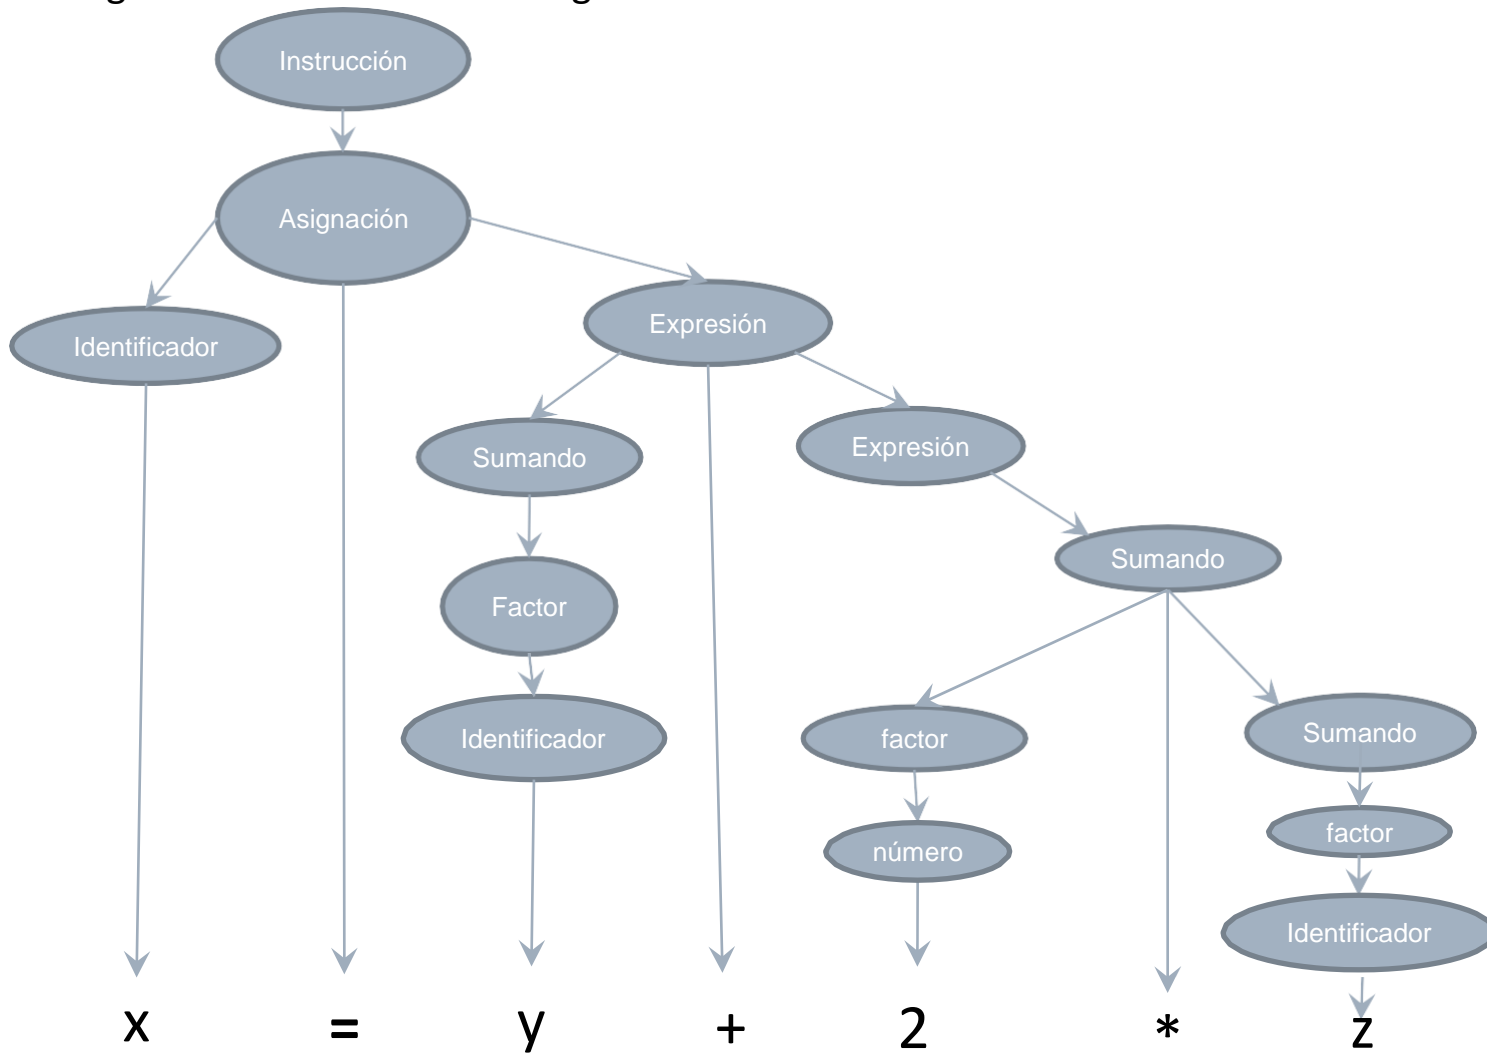 Instrucción
Asignación
Identificador
Expresión
Sumando
Expresión
Sumando
Factor
Identificador
factor
Sumando
número
factor
Identificador
x = y + 2 * z